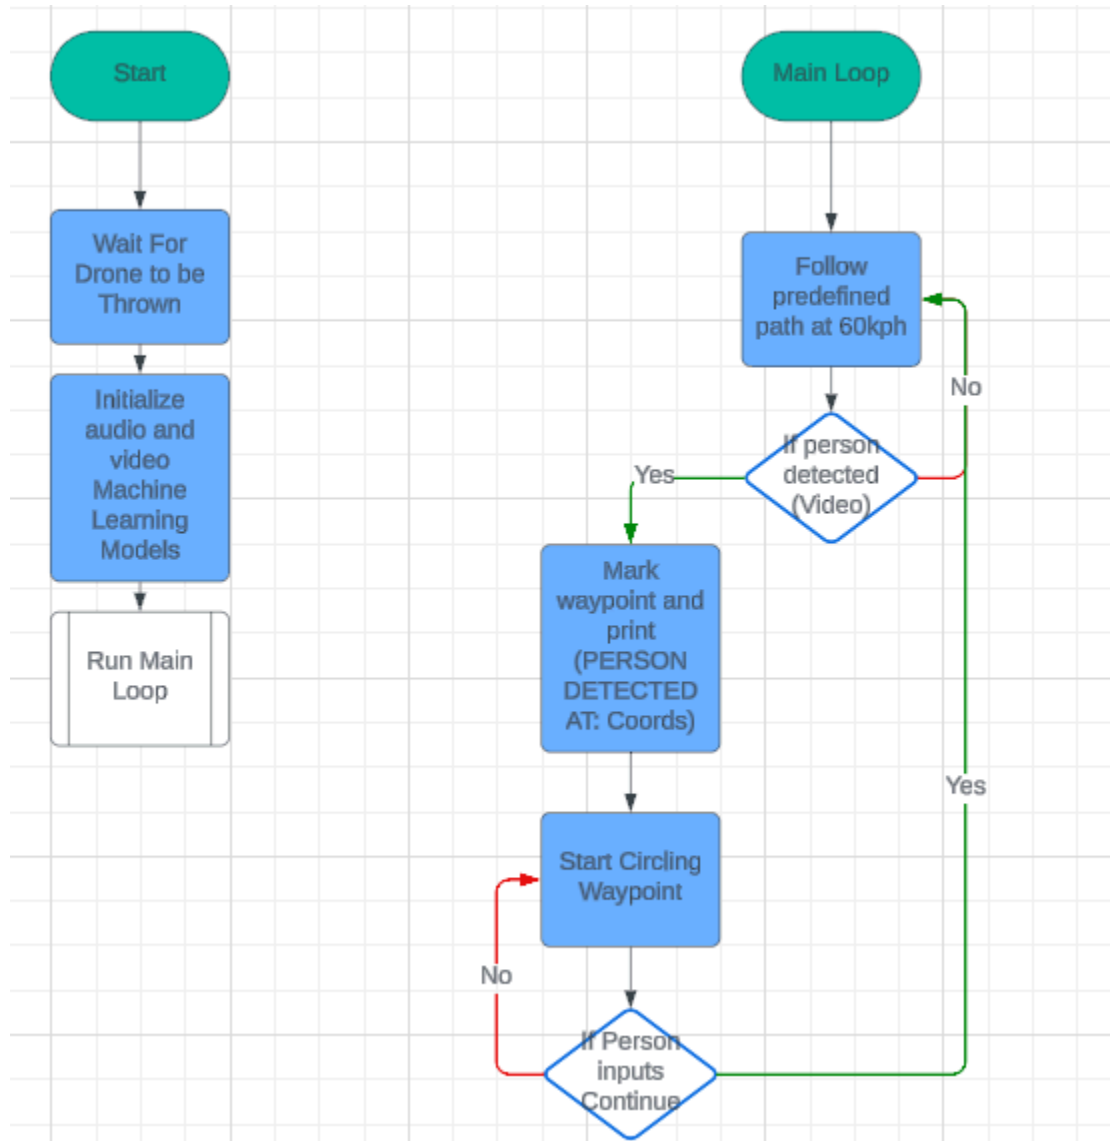 Start
Wait For
Drone to be
Thrown
Initialize
audio and
video
Machine
Learning
Models
Run Main
Loop
Main Loop
Follow
predefined
path at 60kph
No
If person
detected
(Video)
Yes
Mark
waypoint and
print
(PERSON
DETECTED
AT: Coords)
Yes
Start Circling
Waypoint
No
If Person
inputs
Continue